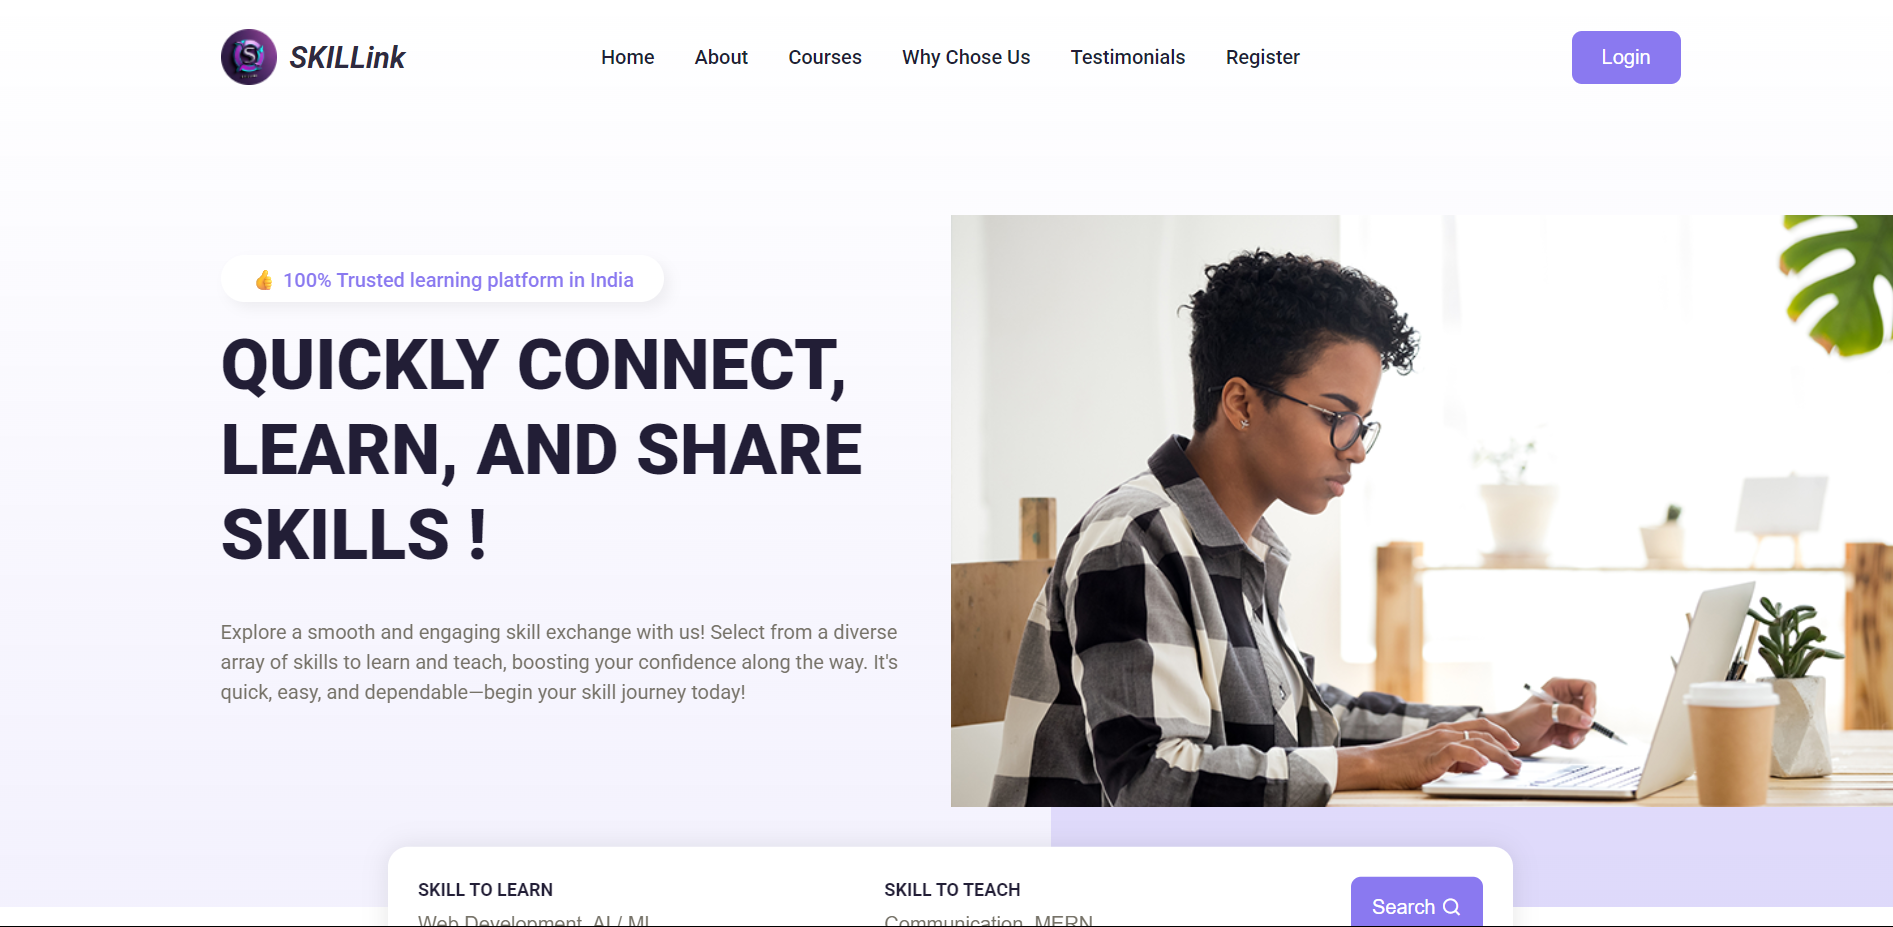 SKILLink
Home About Courses Why Chose Us Testimonials Register
Login
👍 100% Trusted learning platform in India
QUICKLY CONNECT,
LEARN, AND SHARE
SKILLS !
Explore a smooth and engaging skill exchange with us! Select from a diverse
array of skills to learn and teach, boosting your confidence along the way. It's
quick, easy, and dependable—begin your skill journey today!
SKILL TO LEARN
Web Development, AI / ML
SKILL TO TEACH
Communication, MERN
Search